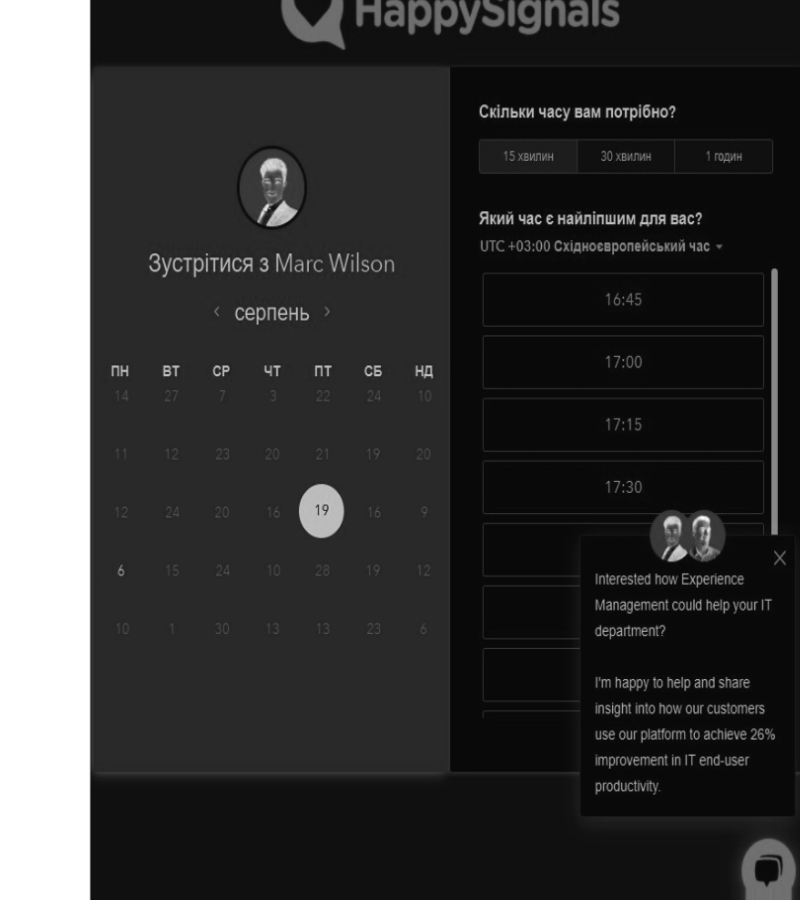 HappySignals
Зустрітися з Marc Wilson
серпень
ПН ВТ СР ЧТ ПТ СБ НД
14 27 7 3 22 24 10
11 12 23 20 21 19 20
12 24 20 16 19 16 9
6 15 24 10 28 19 12
10 1 30 13 13 23 6
Скільки часу вам потрібно?
15 хвилин 30 хвилин 1 годин
Який час є найліпшим для вас?
UTC +03:00 Східноєвропейський час
16:45
17:00
17:15
17:30
Interested how Experience
Management could help your IT
department?
I'm happy to help and share
insight into how our customers
use our platform to achieve 26%
improvement in IT end-user
productivity.